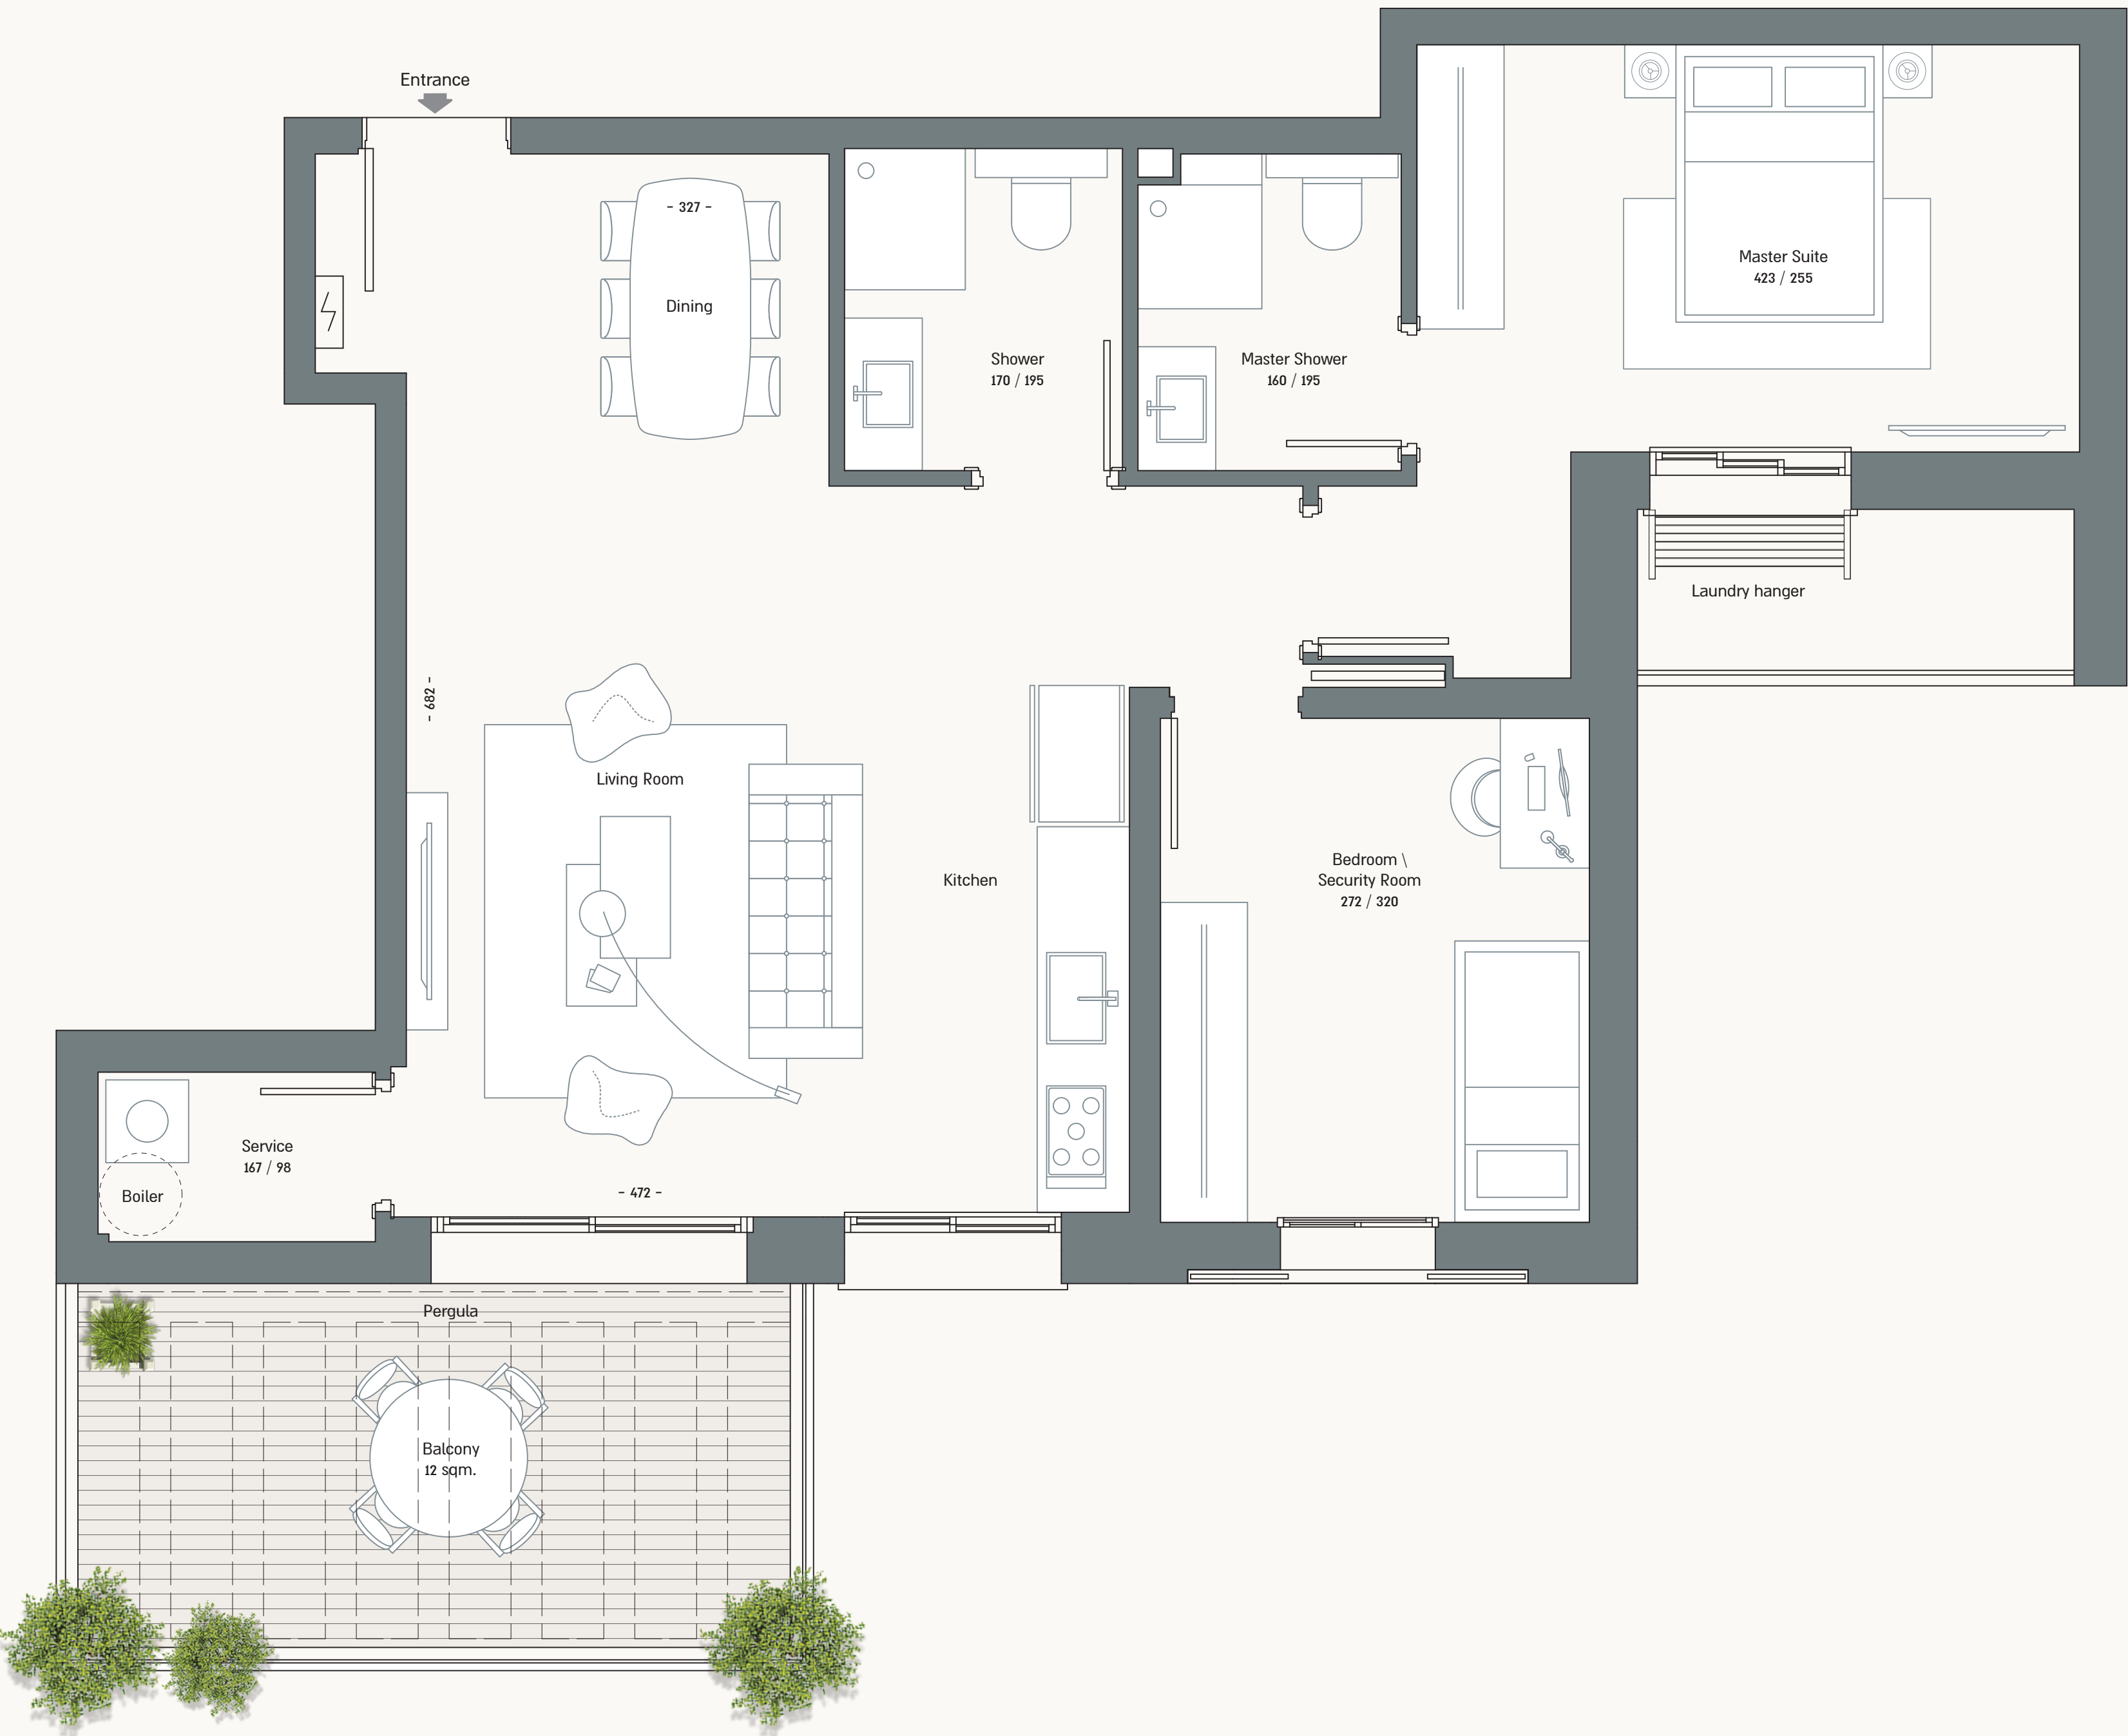 Entrance
- 327 -
Dining
Shower
170 / 195
Master Shower
160 / 195
Master Suite
423 / 255
Laundry hanger
- 682 -
Living Room
Kitchen
Bedroom \
Security Room
272 / 320
Service
167 / 98
Boiler
- 472 -
Pergula
Balcony
12 sqm.